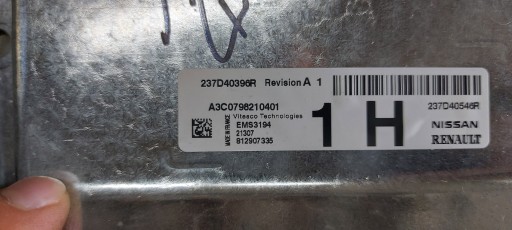 237D40396R Revision A 1
A3C0798210401
237D40546R
Vitesco Technologies
EMS3194
21307
812907335
MADE IN FRANCE
1 H
NISSAN
RENAULT